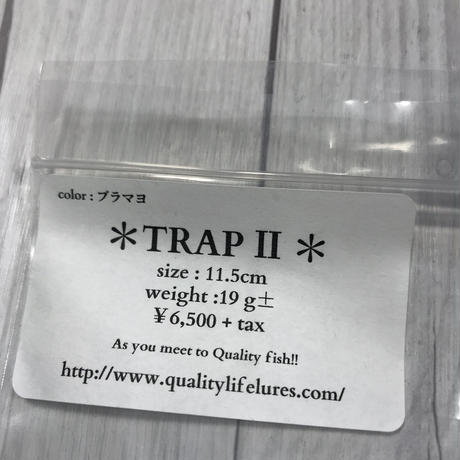 color : ブラマヨ
＊TRAP II ＊
size : 11.5cm
weight :19 g±
￥6,500 + tax
As you meet to Quality fish!!
http://www.qualitylifelures.com/